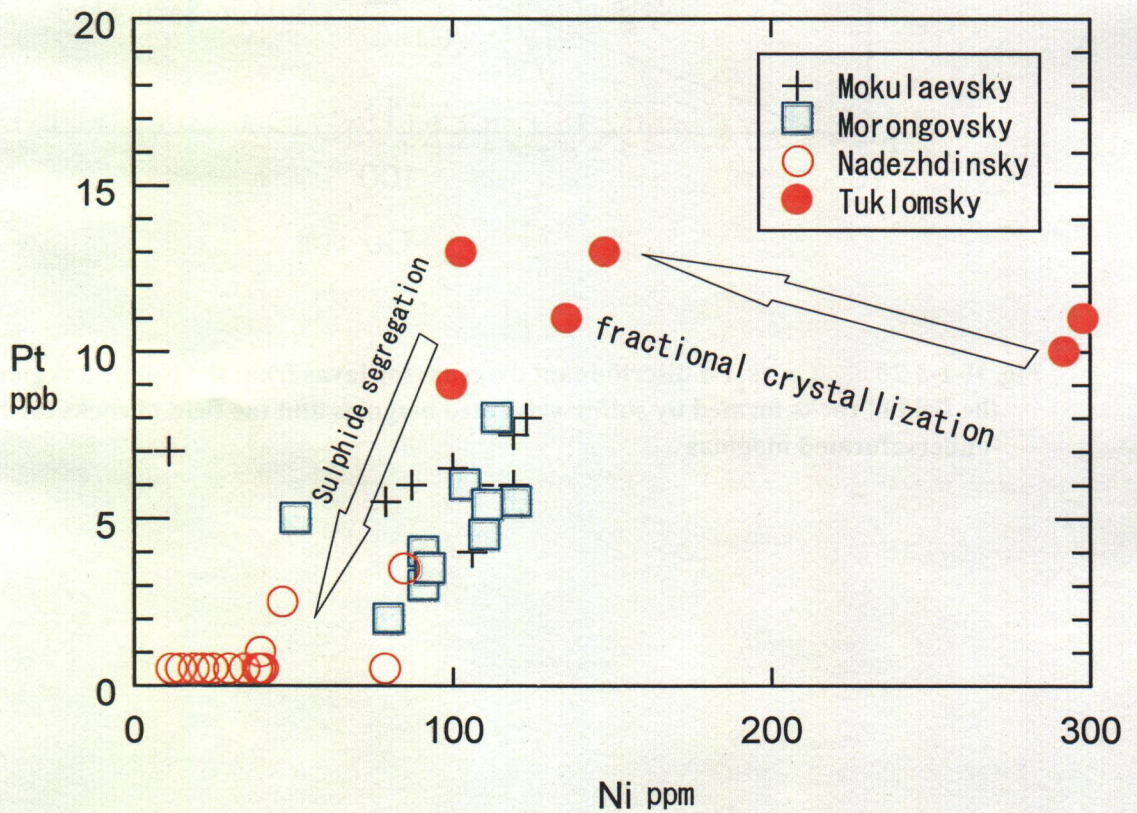 20
15
10
5
0
Pt
ppb
Mokulaevsky
Morongovsky
Nadezhdinsky
Tuklomsky
Sulphide segregation
fractional crystallization
0
100
200
300
Ni ppm